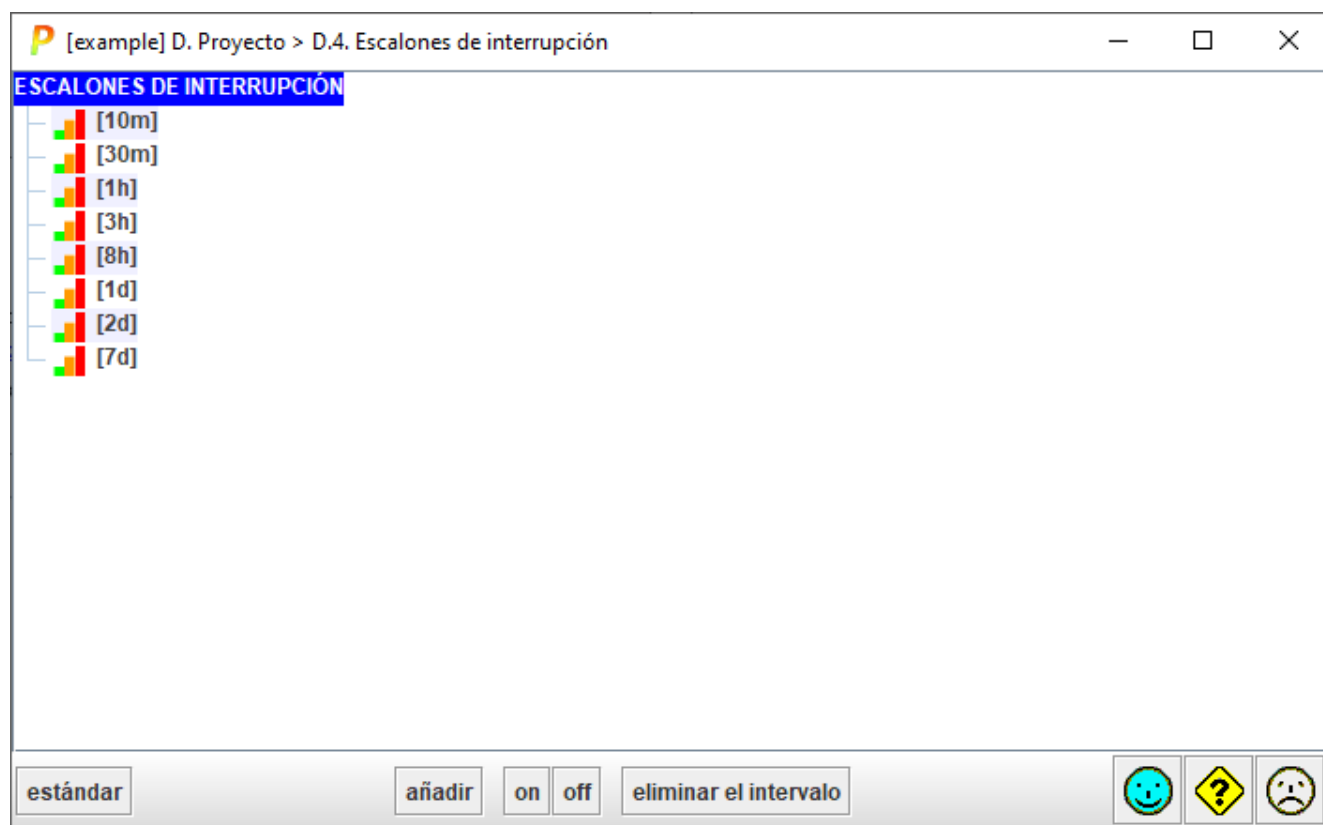 [example] D. Proyecto > D.4. Escalones de interrupción
ESCALONES DE INTERRUPCIÓN
[10m]
[30m]
[1h]
[3h]
[8h]
[1d]
[2d]
[7d]
estándar añadir on off eliminar el intervalo